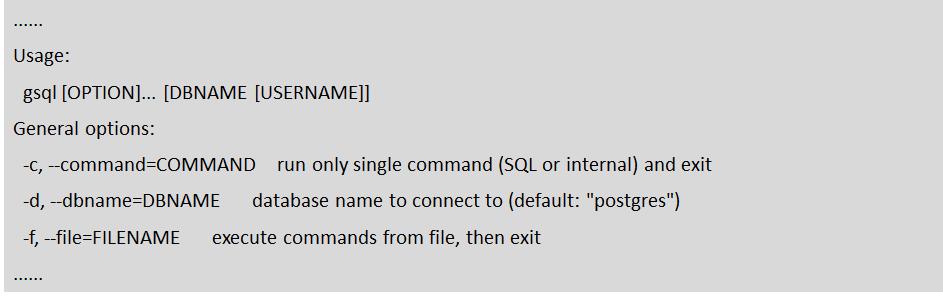 ......
Usage:
gsql [OPTION]... [DBNAME [USERNAME]]
General options:
-c, --command=COMMAND run only single command (SQL or internal) and exit
-d, --dbname=DBNAME database name to connect to (default: "postgres")
-f, --file=FILENAME execute commands from file, then exit
......